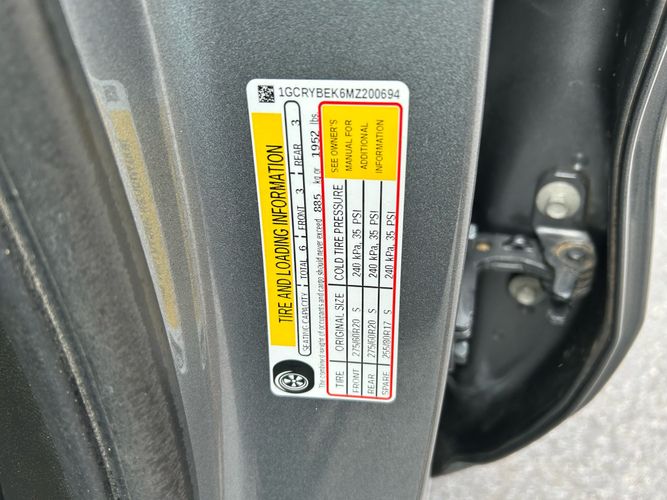 1GCRYBEK6MZ200694
TIRE AND LOADING INFORMATION
SEATING CAPACITY TOTAL 6 FRONT 3 REAR 3
The combined weight of occupants and cargo should never exceed 885 kg or 1952 lbs.
TIRE ORIGINAL SIZE COLD TIRE PRESSURE SEE OWNER'S MANUAL FOR ADDITIONAL INFORMATION
FRONT 275/60R20 S 240 kPa, 35 PSI
REAR 275/60R20 S 240 kPa, 35 PSI
SPARE 255/80R17 S 240 kPa, 35 PSI